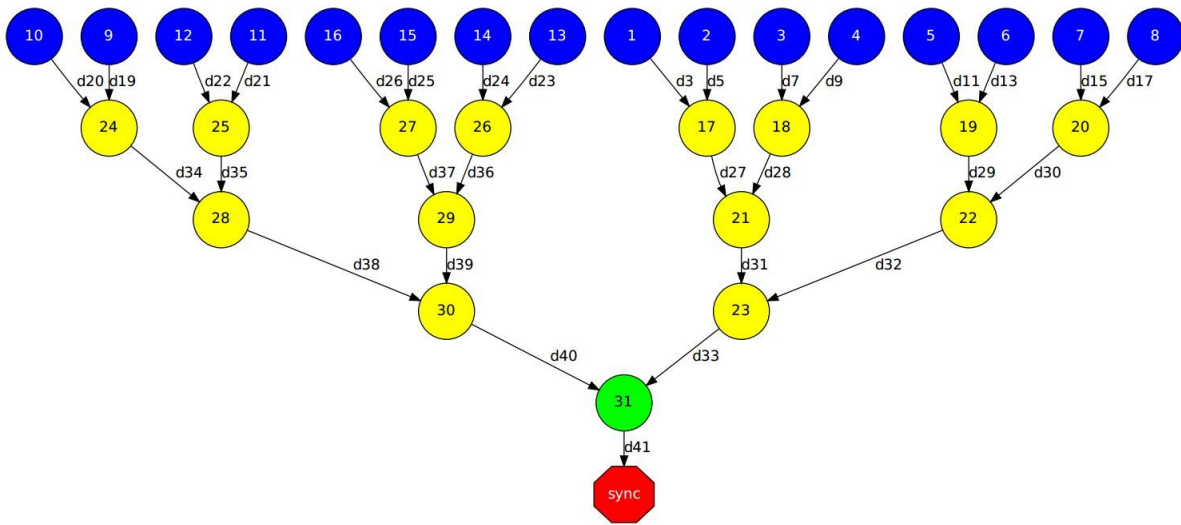 10 9 12 11 16 15 14 13 1 2 3 4 5 6 7 8
d20 d19 d22 d21 d26 d25 d24 d23 d3 d5 d7 d9 d11 d13 d15 d17
24 25 27 26 17 18 19 20
d34 d35 d37 d36 d27 d28 d29 d30
28 29 21 22
d38 d39 d31 d32
30 23
d40 d33
31
d41
sync